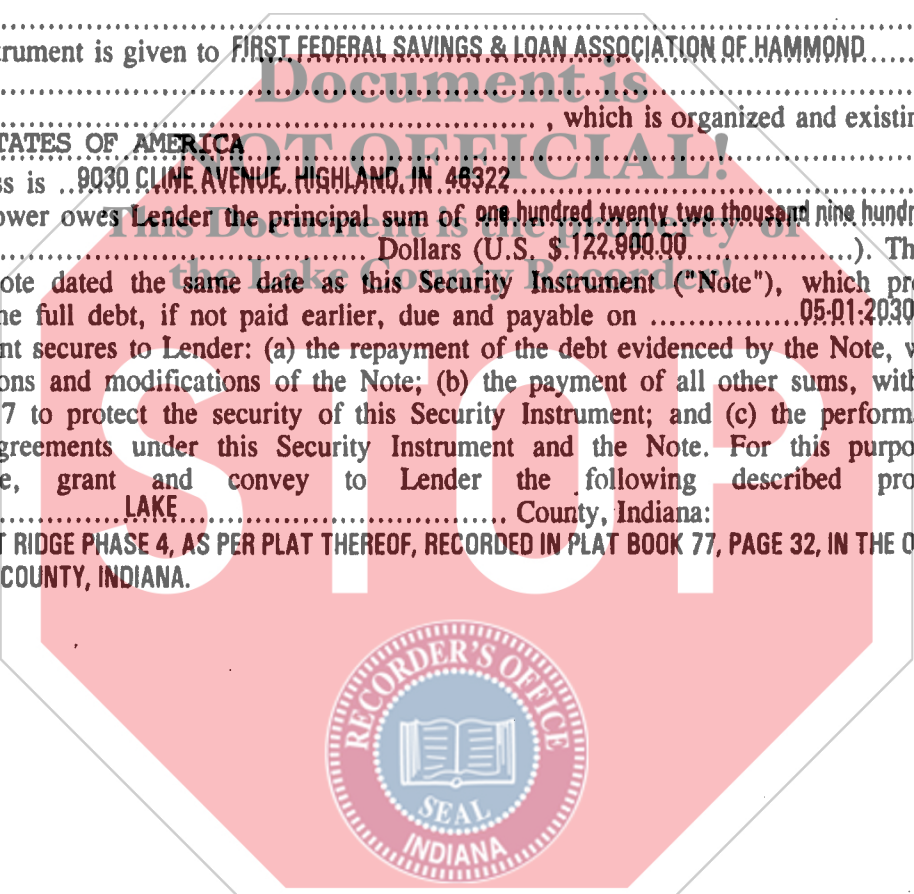 trument is given to FIRST FEDERAL SAVINGS & LOAN ASSOCIATION OF HAMMOND
Document is
, which is organized and existin
TATES OF AMERICA
NOT OFFICIAL!
ss is 9030 CLINE AVENUE, HIGHLAND, IN 46322
ower owes Lender the principal sum of one hundred twenty two thousand nine hundr
This Document is the property of
Dollars (U.S. $ 122,900.00 ). Th
the Lake County Recorder!
ote dated the same date as this Security Instrument ("Note"), which pro
he full debt, if not paid earlier, due and payable on 05-01-2030
nt secures to Lender: (a) the repayment of the debt evidenced by the Note, w
ons and modifications of the Note; (b) the payment of all other sums, with
7 to protect the security of this Security Instrument; and (c) the perform
greements under this Security Instrument and the Note. For this purpo
e, grant and convey to Lender the following described pro
STOP
LAKE County, Indiana:
T RIDGE PHASE 4, AS PER PLAT THEREOF, RECORDED IN PLAT BOOK 77, PAGE 32, IN THE O
COUNTY, INDIANA.
RECORDER'S OFFICE
SEAL
INDIANA